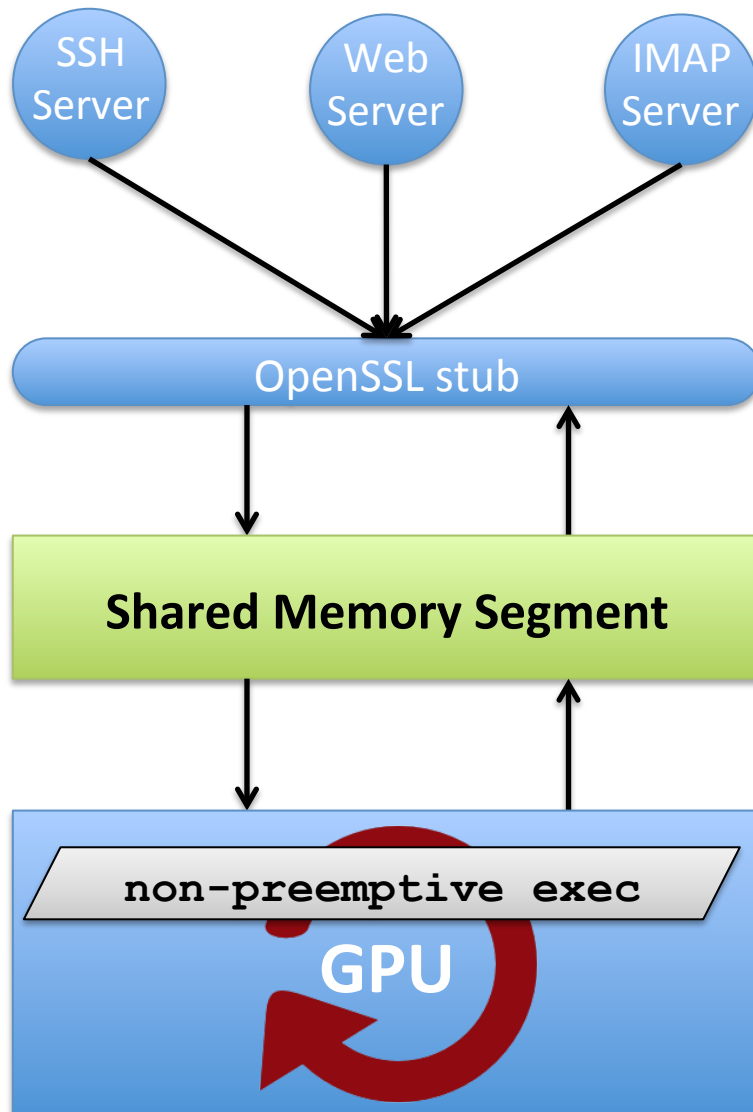 SSH
Server
Web
Server
IMAP
Server
OpenSSL stub
Shared Memory Segment
non-preemptive exec
GPU